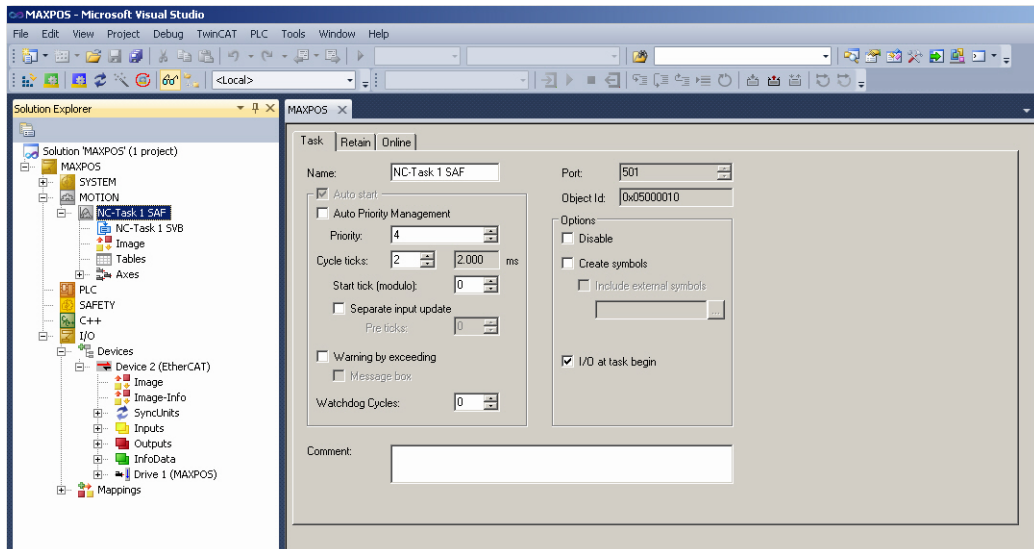 MAXPOS - Microsoft Visual Studio
File Edit View Project Debug TwinCAT PLC Tools Window Help
<Local>
Solution Explorer
Solution 'MAXPOS' (1 project)
MAXPOS
SYSTEM
MOTION
NC-Task 1 SAF
NC-Task 1 SVB
Image
Tables
Axes
PLC
SAFETY
C++
I/O
Devices
Device 2 (EtherCAT)
Image
Image-Info
SyncUnits
Inputs
Outputs
InfoData
Drive 1 (MAXPOS)
Mappings
MAXPOS
Task Retain Online
Name: NC-Task 1 SAF
Auto start
Auto Priority Management
Priority: 4
Cycle ticks: 2 2.000 ms
Start tick (modulo): 0
Separate input update
Pre ticks: 0
Warning by exceeding
Message box
Watchdog Cycles: 0
Port: 501
Object Id: 0x05000010
Options
Disable
Create symbols
Include external symbols
...
I/O at task begin
Comment: